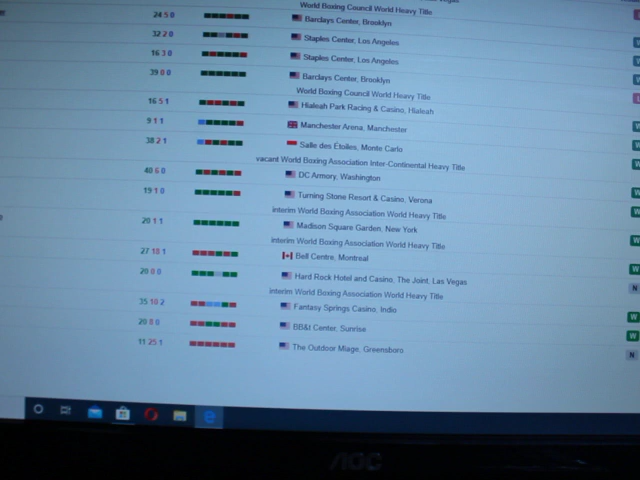 World Boxing Council World Heavy Title
24 5 0 Barclays Center, Brooklyn
32 2 0 Staples Center, Los Angeles
16 3 0 Staples Center, Los Angeles
39 0 0 Barclays Center, Brooklyn
World Boxing Council World Heavy Title
16 5 1 Hialeah Park Racing & Casino, Hialeah
9 1 1 Manchester Arena, Manchester W
38 2 1 Salle des Étoiles, Monte Carlo W
vacant World Boxing Association Inter-Continental Heavy Title
40 6 0 DC Armory, Washington W
19 1 0 Turning Stone Resort & Casino, Verona W
interim World Boxing Association World Heavy Title
20 1 1 Madison Square Garden, New York W
interim World Boxing Association World Heavy Title
27 18 1 Bell Centre, Montreal W
20 0 0 Hard Rock Hotel and Casino, The Joint, Las Vegas N
interim World Boxing Association World Heavy Title
35 10 2 Fantasy Springs Casino, Indio W
20 8 0 BB&T Center, Sunrise W
11 25 1 The Outdoor Miage, Greensboro N
AOC